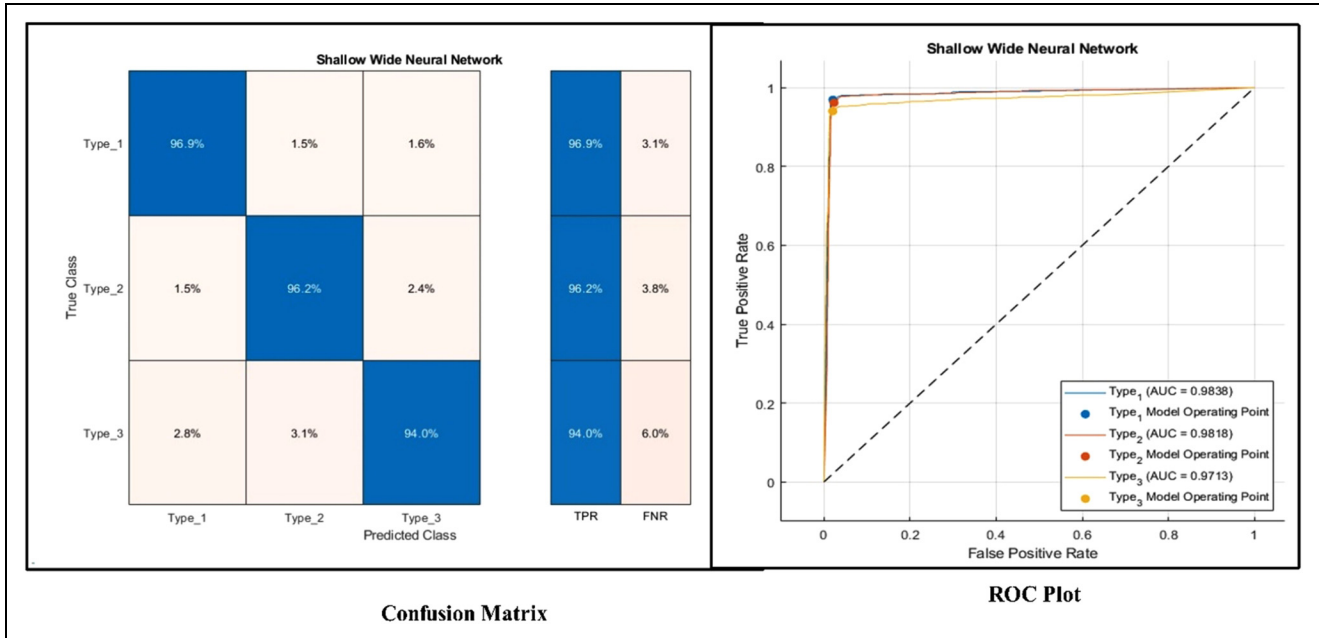 Shallow Wide Neural Network
Type_1 96.9% 1.5% 1.6% 96.9% 3.1%
Type_2 1.5% 96.2% 2.4% 96.2% 3.8%
Type_3 2.8% 3.1% 94.0% 94.0% 6.0%
True Class
Type_1 Type_2 Type_3 TPR FNR
Predicted Class
Confusion Matrix
Shallow Wide Neural Network
1
0.8
0.6
0.4
0.2
0
True Positive Rate
Type1 (AUC = 0.9838)
Type1 Model Operating Point
Type2 (AUC = 0.9818)
Type2 Model Operating Point
Type3 (AUC = 0.9713)
Type3 Model Operating Point
0 0.2 0.4 0.6 0.8 1
False Positive Rate
ROC Plot